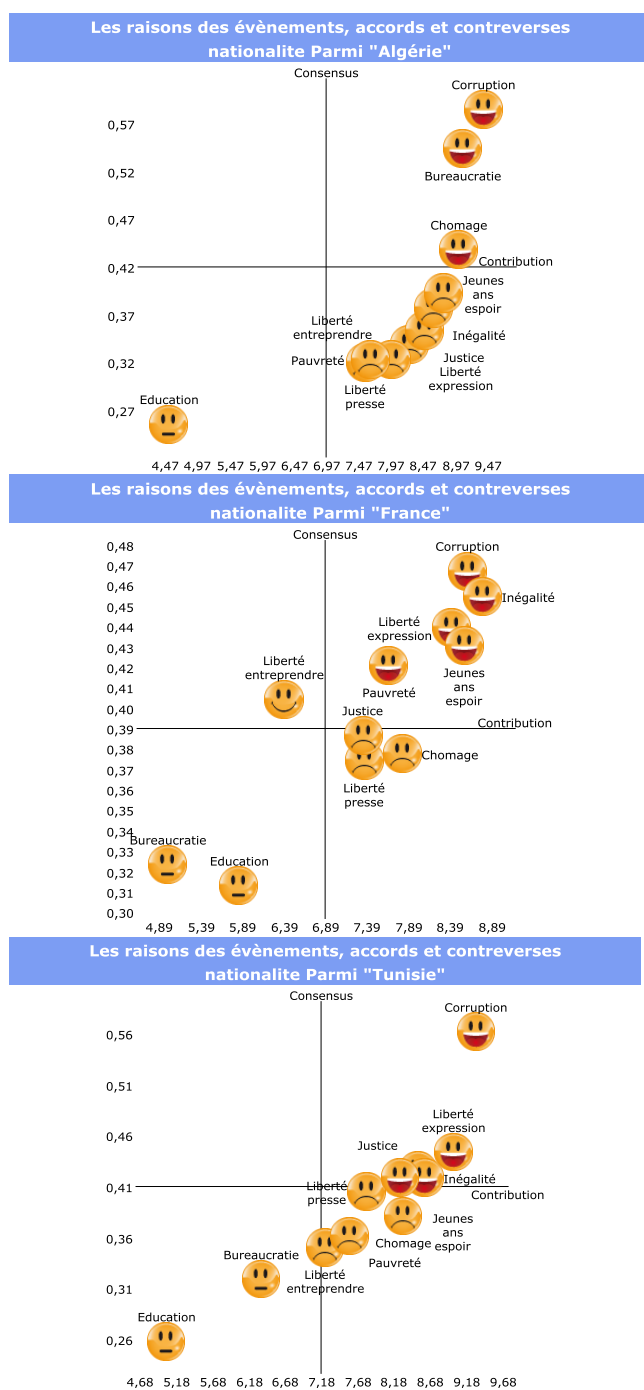 Les raisons des évènements, accords et contreverses
nationalite Parmi "Algérie"
Consensus
Corruption
0,57
0,52
Bureaucratie
0,47
Chomage
0,42
Contribution
Jeunes
ans
espoir
0,37
Liberté
entreprendre
Inégalité
0,32
Pauvreté
Justice
Liberté
expression
Liberté
presse
Education
0,27
4,47 4,97 5,47 5,97 6,47 6,97 7,47 7,97 8,47 8,97 9,47
Les raisons des évènements, accords et contreverses
nationalite Parmi "France"
Consensus
0,48
Corruption
0,47
0,46
Inégalité
0,45
0,44
Liberté
expression
0,43
0,42
Liberté
entreprendre
Jeunes
ans
espoir
0,41
Pauvreté
0,40
Justice
Contribution
0,39
0,38
Chomage
0,37
Liberté
presse
0,36
0,35
0,34
Bureaucratie
0,33
Education
0,32
0,31
0,30
4,89 5,39 5,89 6,39 6,89 7,39 7,89 8,39 8,89
Les raisons des évènements, accords et contreverses
nationalite Parmi "Tunisie"
Consensus
Corruption
0,56
0,51
Liberté
expression
0,46
Justice
Inégalité
0,41
Liberté
presse
Contribution
Jeunes
ans
espoir
0,36
Chomage
Bureaucratie
Pauvreté
Liberté
entreprendre
0,31
Education
0,26
4,68 5,18 5,68 6,18 6,68 7,18 7,68 8,18 8,68 9,18 9,68